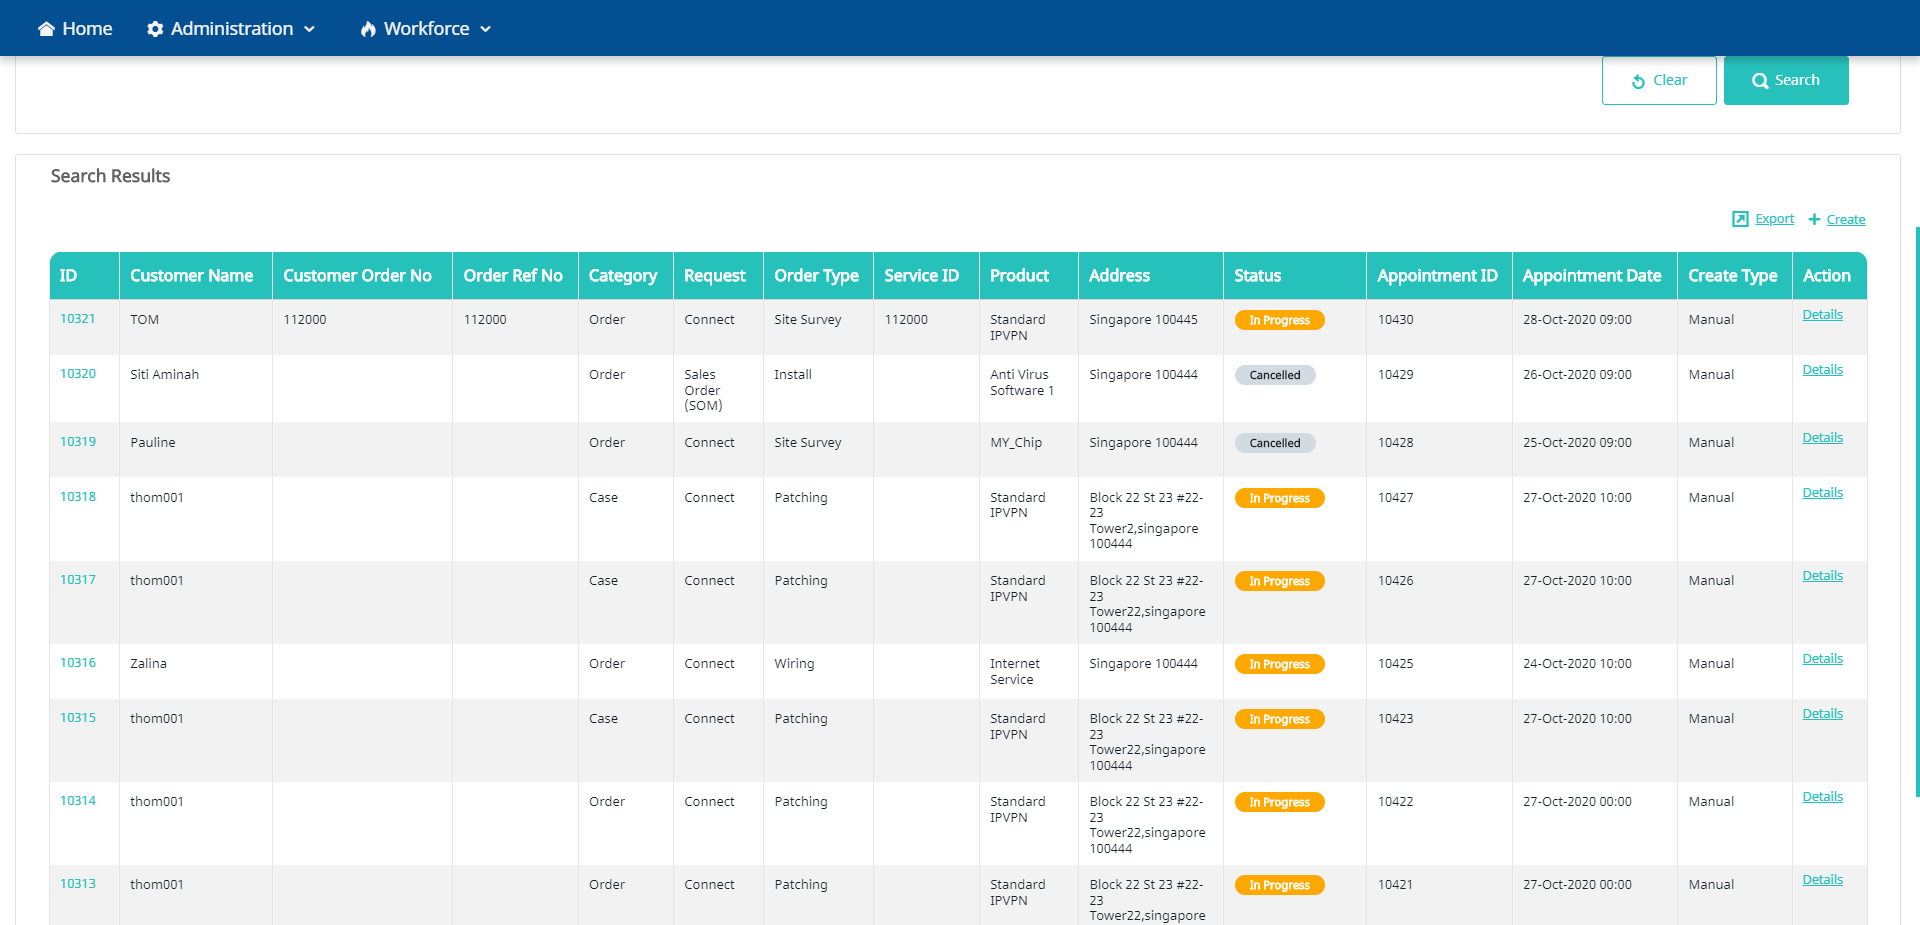 Home Administration Workforce
Clear Search
Search Results
Export Create
ID Customer Name Customer Order No Order Ref No Category Request Order Type Service ID Product Address Status Appointment ID Appointment Date Create Type Action
10321 TOM 112000 112000 Order Connect Site Survey 112000 Standard Singapore 100445 In Progress 10430 28-Oct-2020 09:00 Manual Details
IPVPN
10320 Siti Aminah Order Sales Install Anti Virus Singapore 100444 Cancelled 10429 26-Oct-2020 09:00 Manual Details
Order Software 1
(SOM)
10319 Pauline Order Connect Site Survey MY_Chip Singapore 100444 Cancelled 10428 25-Oct-2020 09:00 Manual Details
10318 thom001 Case Connect Patching Standard Block 22 St 23 #22- In Progress 10427 27-Oct-2020 10:00 Manual Details
IPVPN 23
Tower2,singapore
100444
10317 thom001 Case Connect Patching Standard Block 22 St 23 #22- In Progress 10426 27-Oct-2020 10:00 Manual Details
IPVPN 23
Tower22,singapore
100444
10316 Zalina Order Connect Wiring Internet Singapore 100444 In Progress 10425 24-Oct-2020 10:00 Manual Details
Service
10315 thom001 Case Connect Patching Standard Block 22 St 23 #22- In Progress 10423 27-Oct-2020 10:00 Manual Details
IPVPN 23
Tower22,singapore
100444
10314 thom001 Order Connect Patching Standard Block 22 St 23 #22- In Progress 10422 27-Oct-2020 00:00 Manual Details
IPVPN 23
Tower22,singapore
100444
10313 thom001 Order Connect Patching Standard Block 22 St 23 #22- In Progress 10421 27-Oct-2020 00:00 Manual Details
IPVPN 23
Tower22,singapore